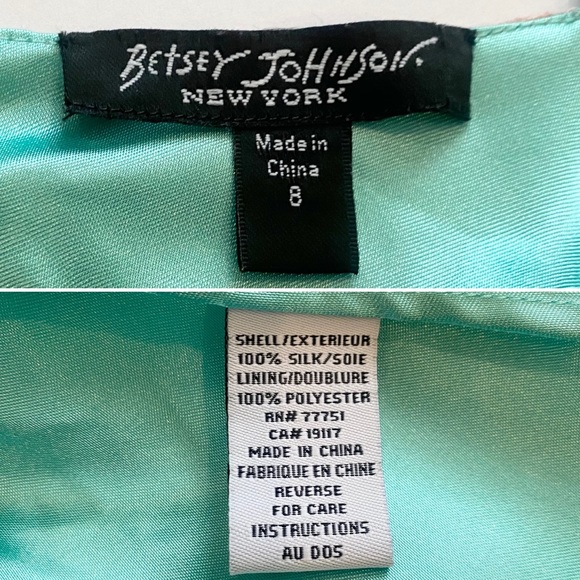 BETSEY JOHNSON.
NEW YORK
Made in
China
8
SHELL/EXTERIEUR
100% SILK/SOIE
LINING/DOUBLURE
100% POLYESTER
RN# 77751
CA# 19117
MADE IN CHINA
FABRIQUE EN CHINE
REVERSE
FOR CARE
INSTRUCTIONS
AU DOS